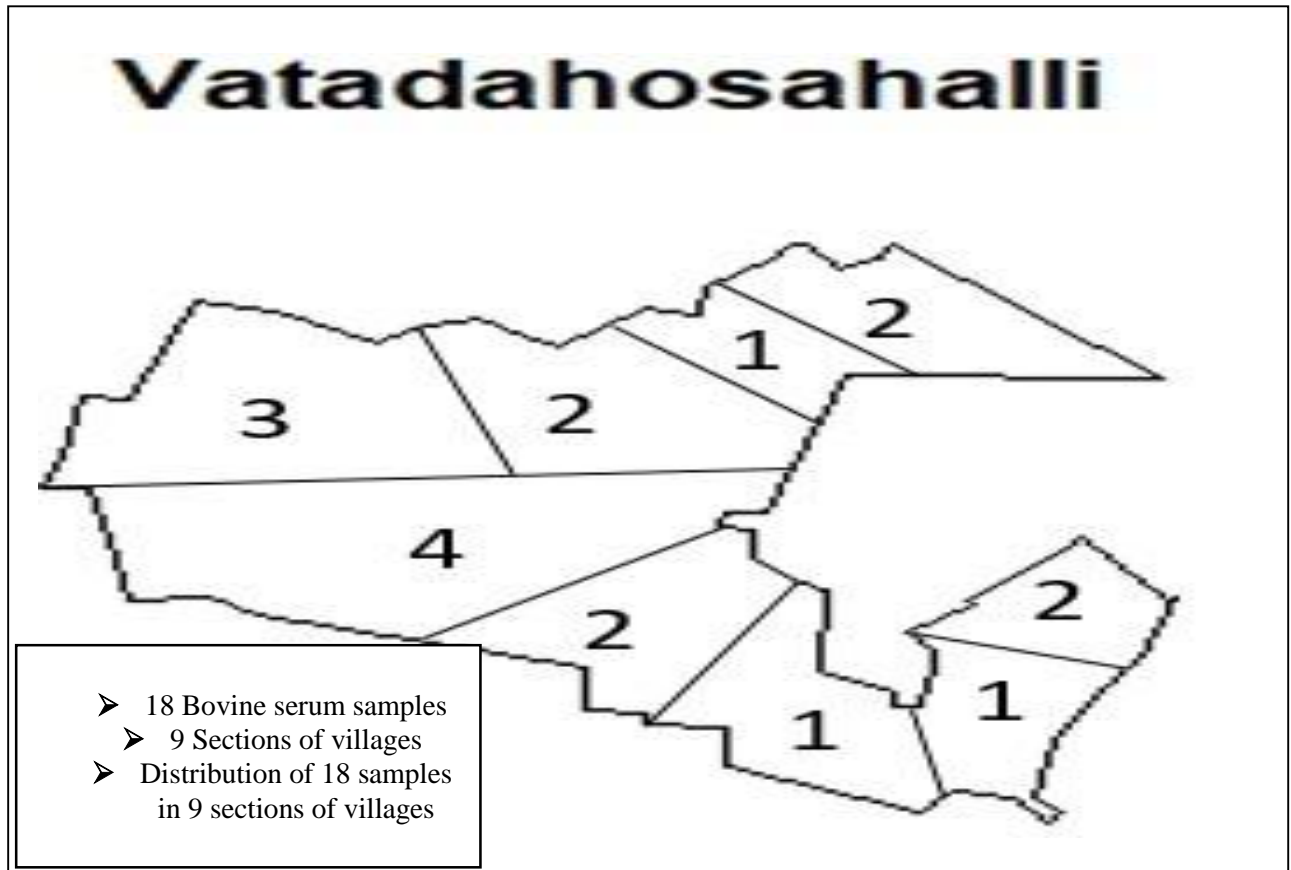 Vatadahosahalli
2
1
3
2
4
2
2
1
1
➢ 18 Bovine serum samples
➢ 9 Sections of villages
➢ Distribution of 18 samples
in 9 sections of villages